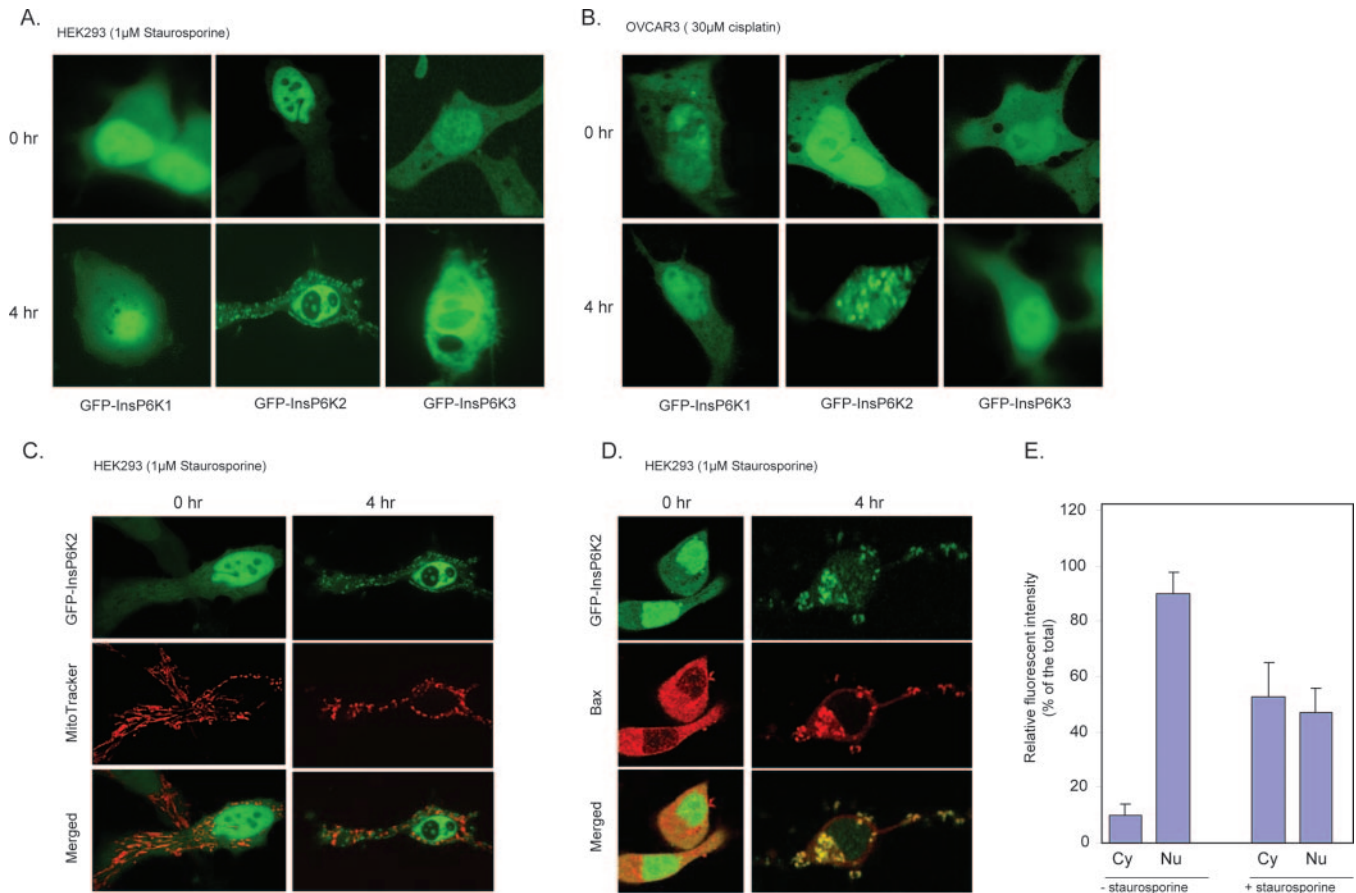 A.
HEK293 (1µM Staurosporine)
0 hr
4 hr
GFP-InsP6K1
GFP-InsP6K2
GFP-InsP6K3
B.
OVCAR3 ( 30µM cisplatin)
0 hr
4 hr
GFP-InsP6K1
GFP-InsP6K2
GFP-InsP6K3
C.
HEK293 (1µM Staurosporine)
0 hr
4 hr
GFP-InsP6K2
MitoTracker
Merged
D.
HEK293 (1µM Staurosporine)
0 hr
4 hr
GFP-InsP6K2
Bax
Merged
E.
Relative fluorescent intensity
(% of the total)
120
100
80
60
40
20
0
Cy
Nu
Cy
Nu
- staurosporine
+ staurosporine